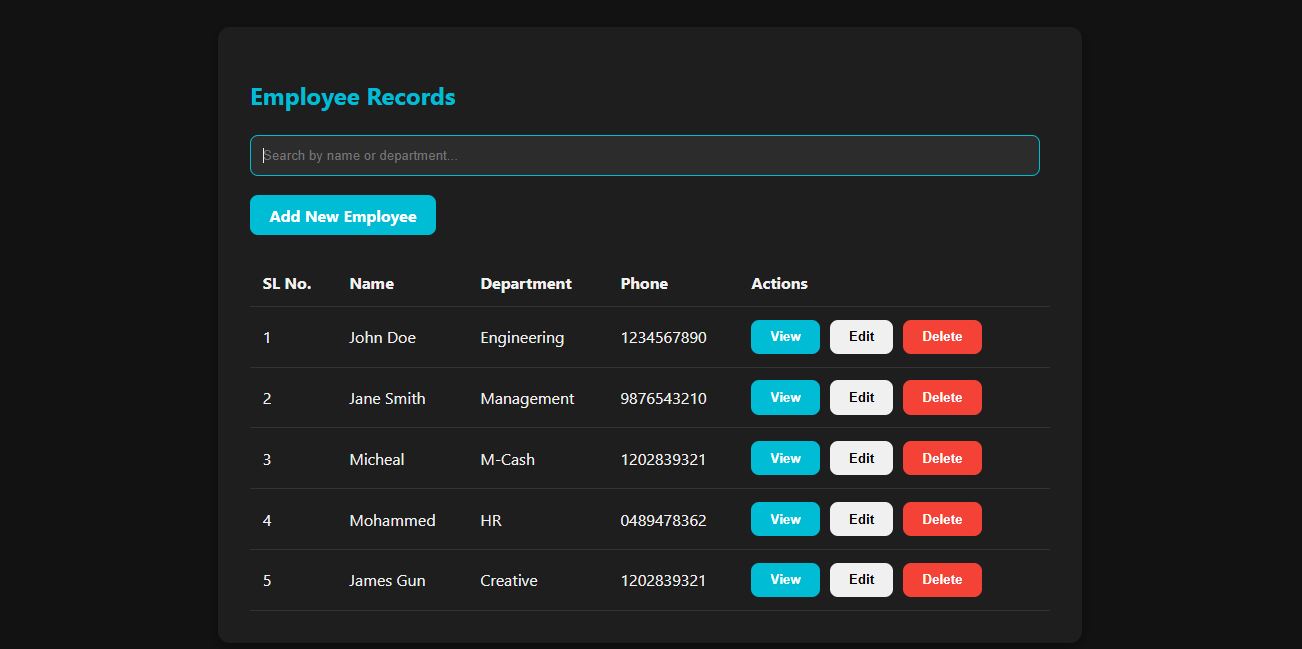 Employee Records
Search by name or department...
Add New Employee
SL No. Name Department Phone Actions
1 John Doe Engineering 1234567890 View Edit Delete
2 Jane Smith Management 9876543210 View Edit Delete
3 Micheal M-Cash 1202839321 View Edit Delete
4 Mohammed HR 0489478362 View Edit Delete
5 James Gun Creative 1202839321 View Edit Delete